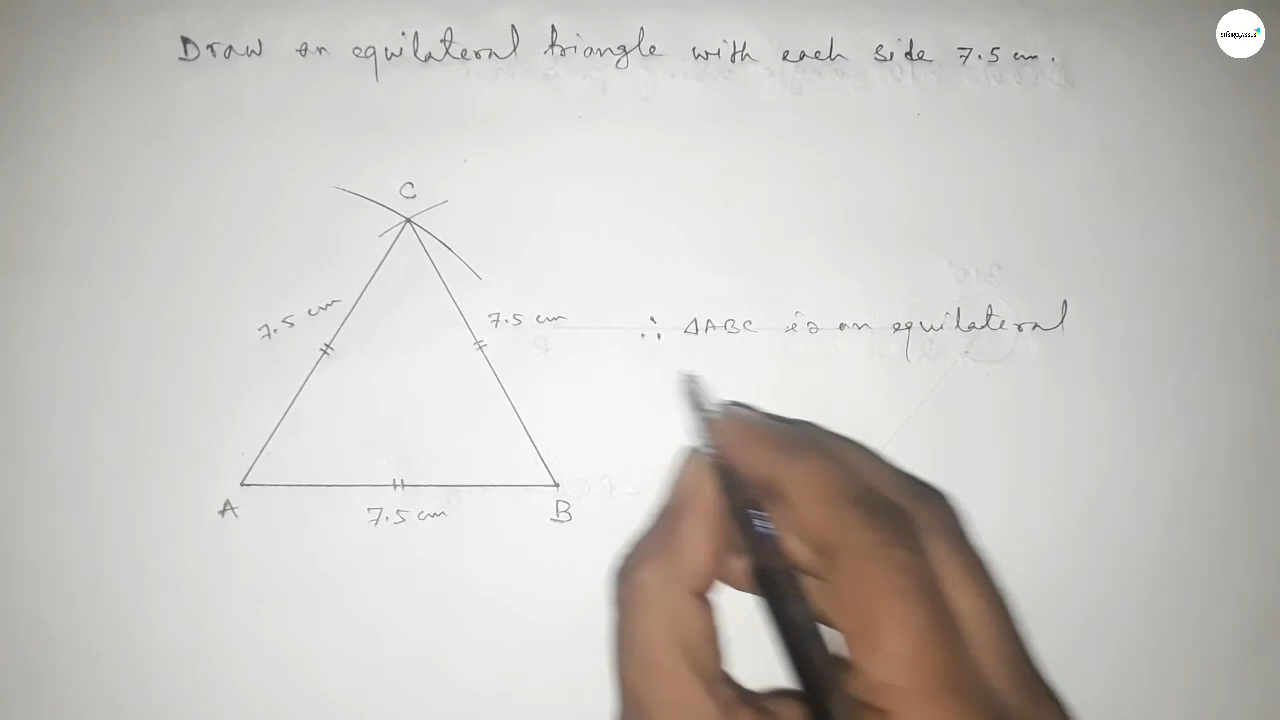 Draw an equilateral triangle with each side 7.5 cm.
C
7.5 cm
7.5 cm
∴ ΔABC is an equilateral
A
7.5 cm
B